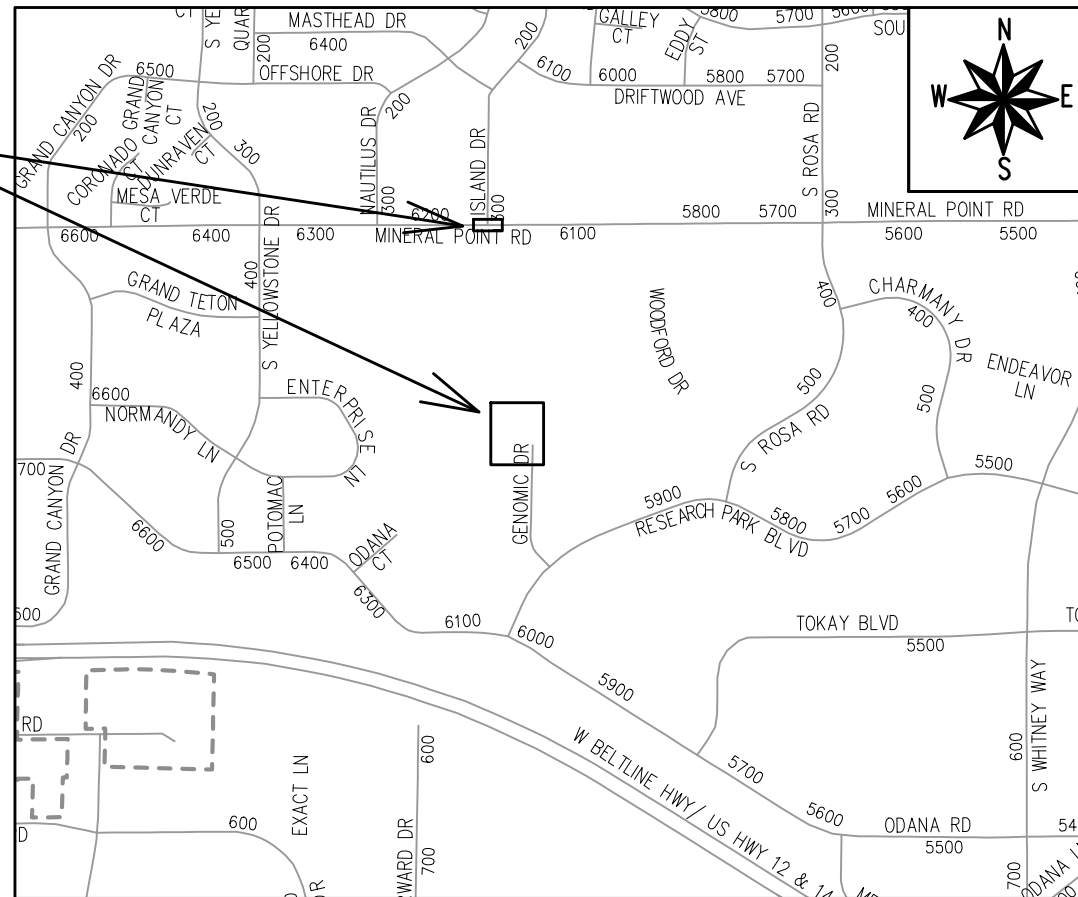 CT
S YE
QUAR
MASTHEAD DR
6400
200
GALLEY
CT
EDDY
ST
5800
5700
SOU
200
N
W
E
S
GRAND CANYON DR
6500
OFFSHORE DR
200
6100
6000
5800
5700
DRIFTWOOD AVE
200
GRAND
CANYON
CT
CORONADO
CT
DUNRAVEN
CT
200
300
NAUTILUS DR
200
300
ISLAND DR
300
S ROSA RD
300
MESA VERDE
CT
6600
6400
6300
6200
MINERAL POINT RD
6100
5800
5700
MINERAL POINT RD
5600
5500
GRAND TETON
PLAZA
400
S YELLOWSTONE DR
WOODFORD DR
400
CHARMANY DR
400
ENDEAVOR
LN
400
6600
NORMANDY LN
ENTERPRISE LN
500
500
S ROSA RD
700
GRAND CANYON DR
6600
500
POTOMAC
LN
6500
6400
ODANA
CT
6300
GENOMIC DR
5900
RESEARCH PARK BLVD
5800
5700
5600
5500
6100
6000
TOKAY BLVD
5500
5900
RD
W BELTLINE HWY/ US HWY 12 & 14
600
5700
600
S WHITNEY WAY
EXACT LN
600
5600
ODANA RD
5500
54
WARD DR
700
700
ODANA L